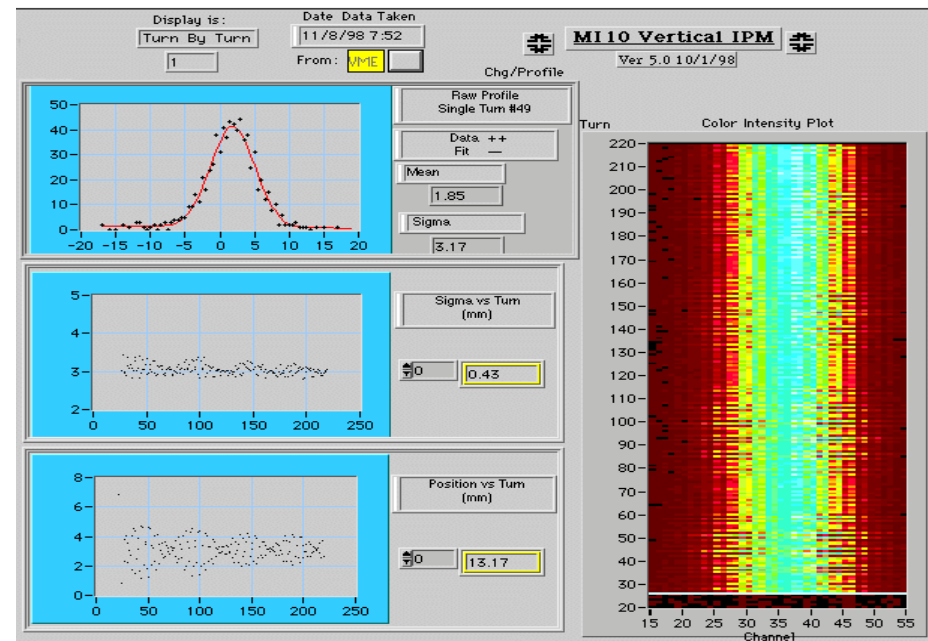 Display is:
Turn By Turn
1
Date Data Taken
11/8/98 7:52
From: VME
Chg/Profile
MI10 Vertical IPM
Ver 5.0 10/1/98
50
40
30
20
10
0
-20 -15 -10 -5 0 5 10 15 20
Raw Profile
Single Turn #49
Data ++
Fit —
Mean
1.85
Sigma
3.17
5
4
3
2
0 50 100 150 200 250
Sigma vs Turn
(mm)
0 0.43
8
6
4
2
0
0 50 100 150 200 250
Position vs Turn
(mm)
0 13.17
Turn Color Intensity Plot
220
210
200
190
180
170
160
150
140
130
120
110
100
90
80
70
60
50
40
30
20
15 20 25 30 35 40 45 50 55
Channel